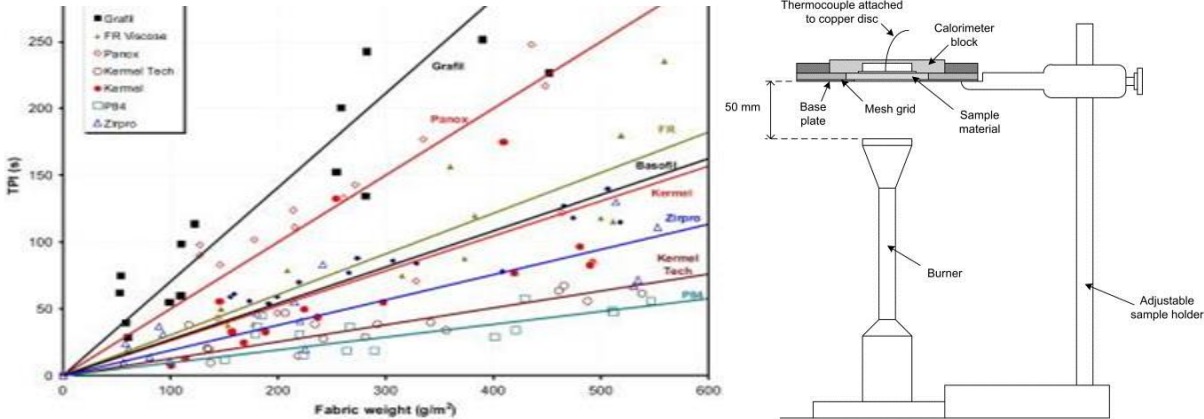 Grafil
FR Viscose
Panox
Kermel Tech
Kermel
P84
Zirpro
250
200
150
100
50
0
TPI (s)
0 100 200 300 400 500 600
Fabric weight (g/m²)
Grafil
Panox
FR
Basofil
Kermel
Zirpro
Kermel
Tech
P84
Thermocouple attached
to copper disc
Calorimeter
block
50 mm
Base
plate
Mesh grid
Sample
material
Burner
Adjustable
sample holder